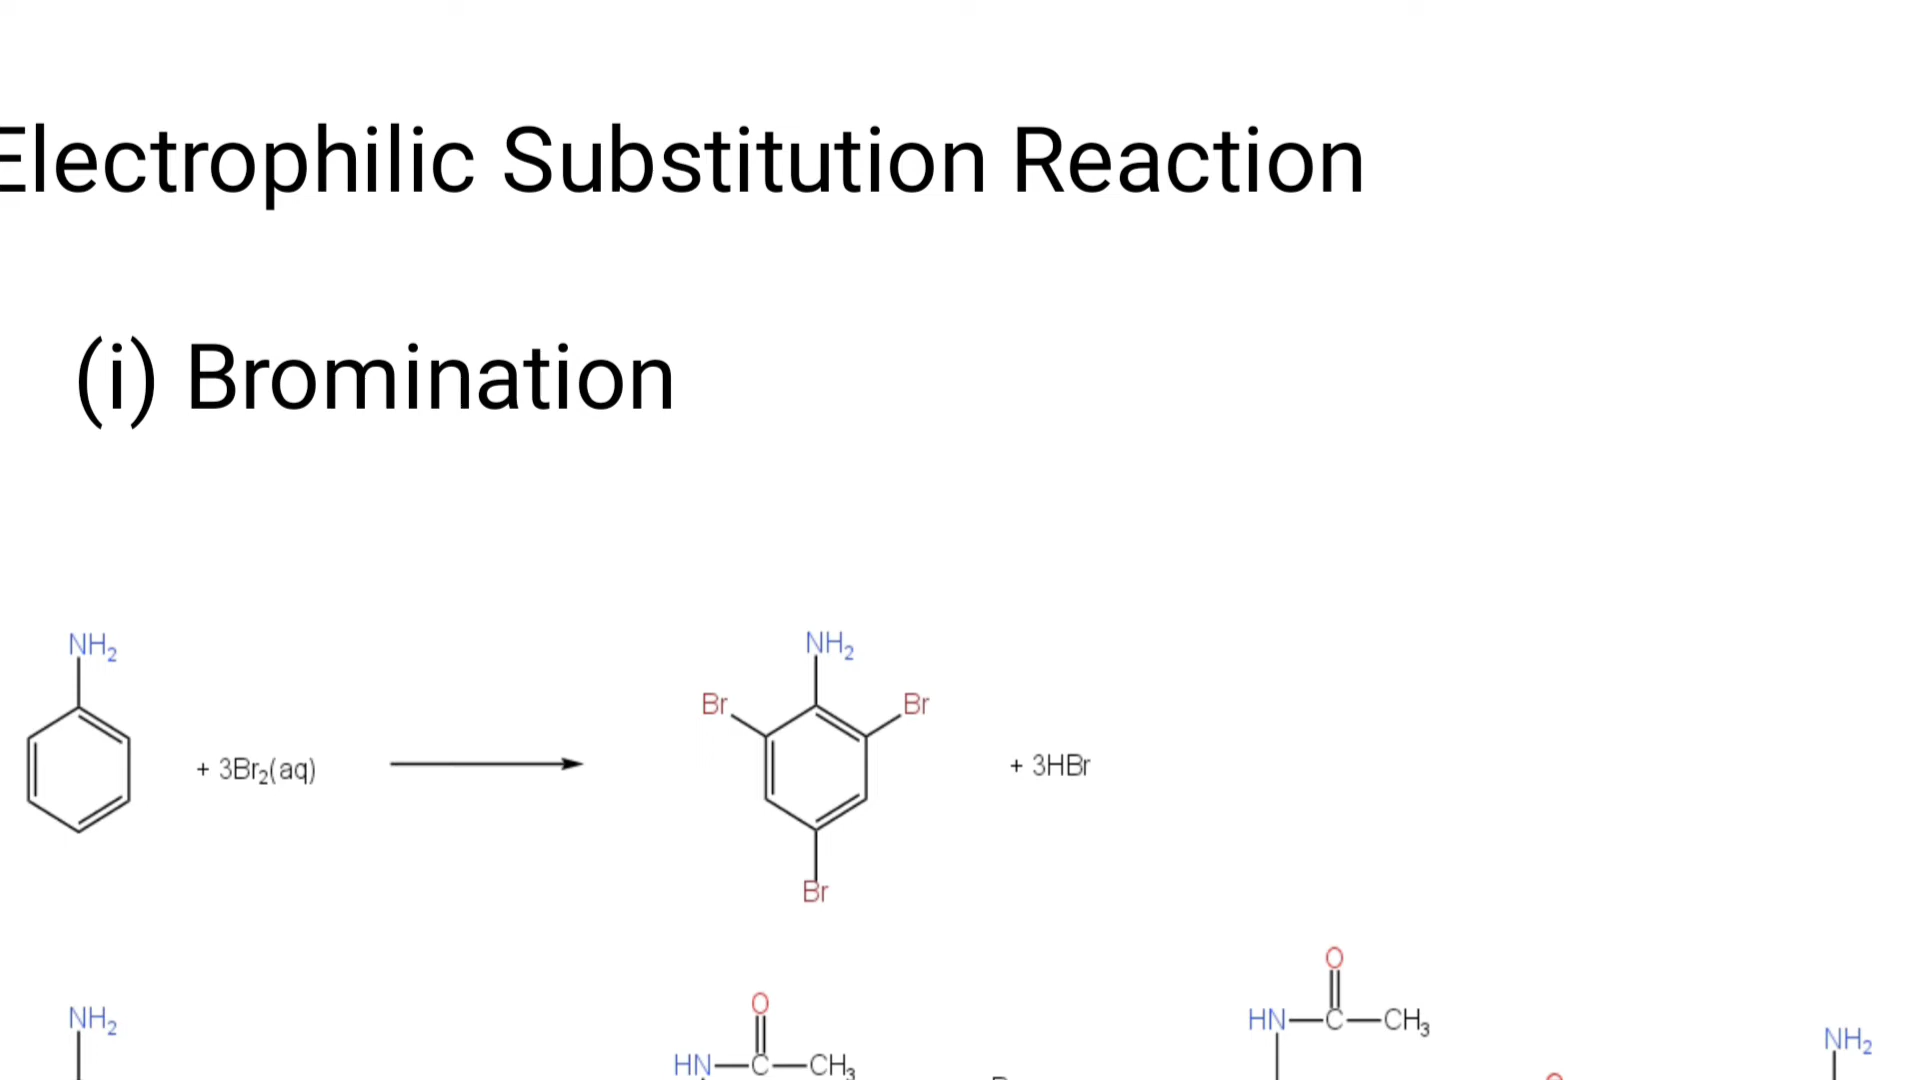 Electrophilic Substitution Reaction
(i) Bromination
NH₂
NH₂
Br
Br
+ 3Br₂(aq)
+ 3HBr
Br
O
O
NH₂
HN—C—CH₃
NH₂
HN—C—CH₃